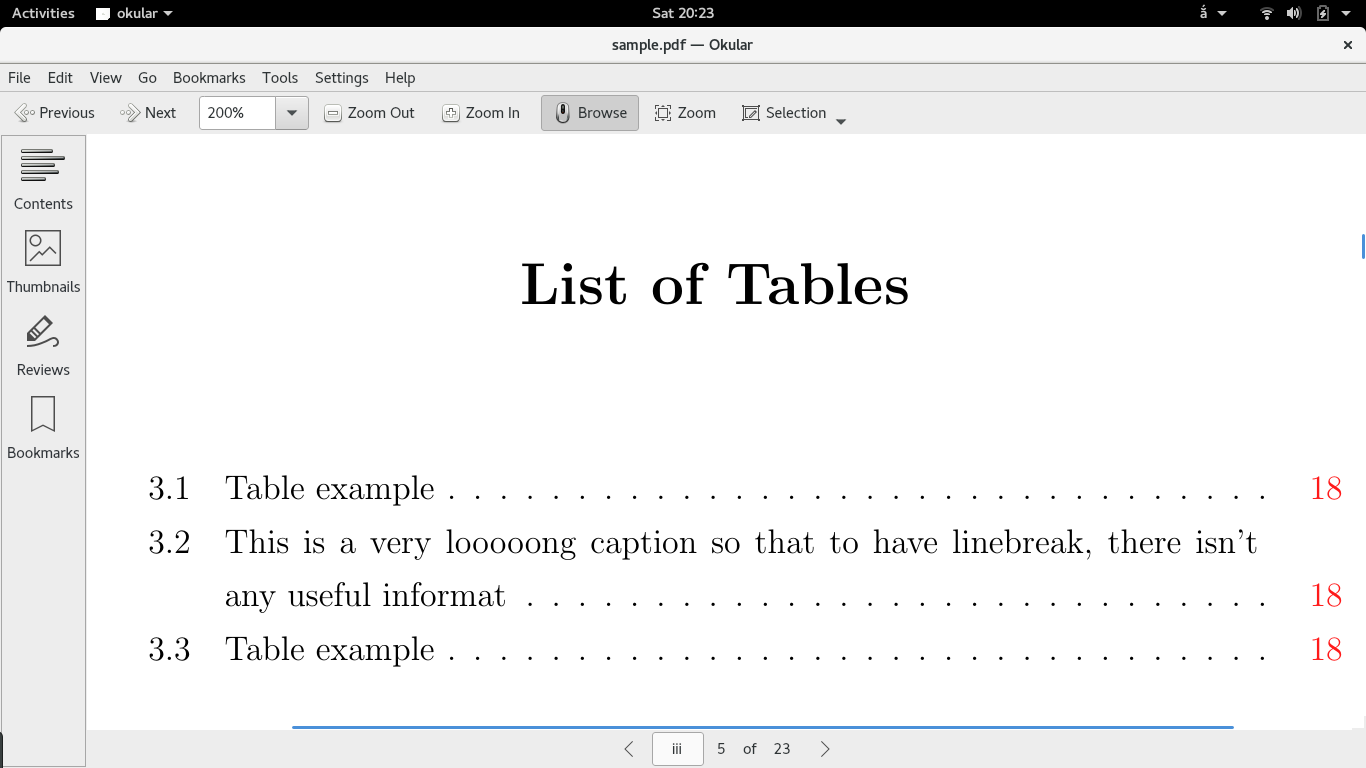 Activities okular Sat 20:23 ấ
sample.pdf — Okular
File Edit View Go Bookmarks Tools Settings Help
Previous Next 200% Zoom Out Zoom In Browse Zoom Selection
Contents
Thumbnails
Reviews
Bookmarks
List of Tables
3.1 Table example . . . . . . . . . . . . . . . . . . . . . . . . . . . . . . . . 18
3.2 This is a very looooong caption so that to have linebreak, there isn't
any useful informat . . . . . . . . . . . . . . . . . . . . . . . . . . . . . 18
3.3 Table example . . . . . . . . . . . . . . . . . . . . . . . . . . . . . . . . 18
iii 5 of 23